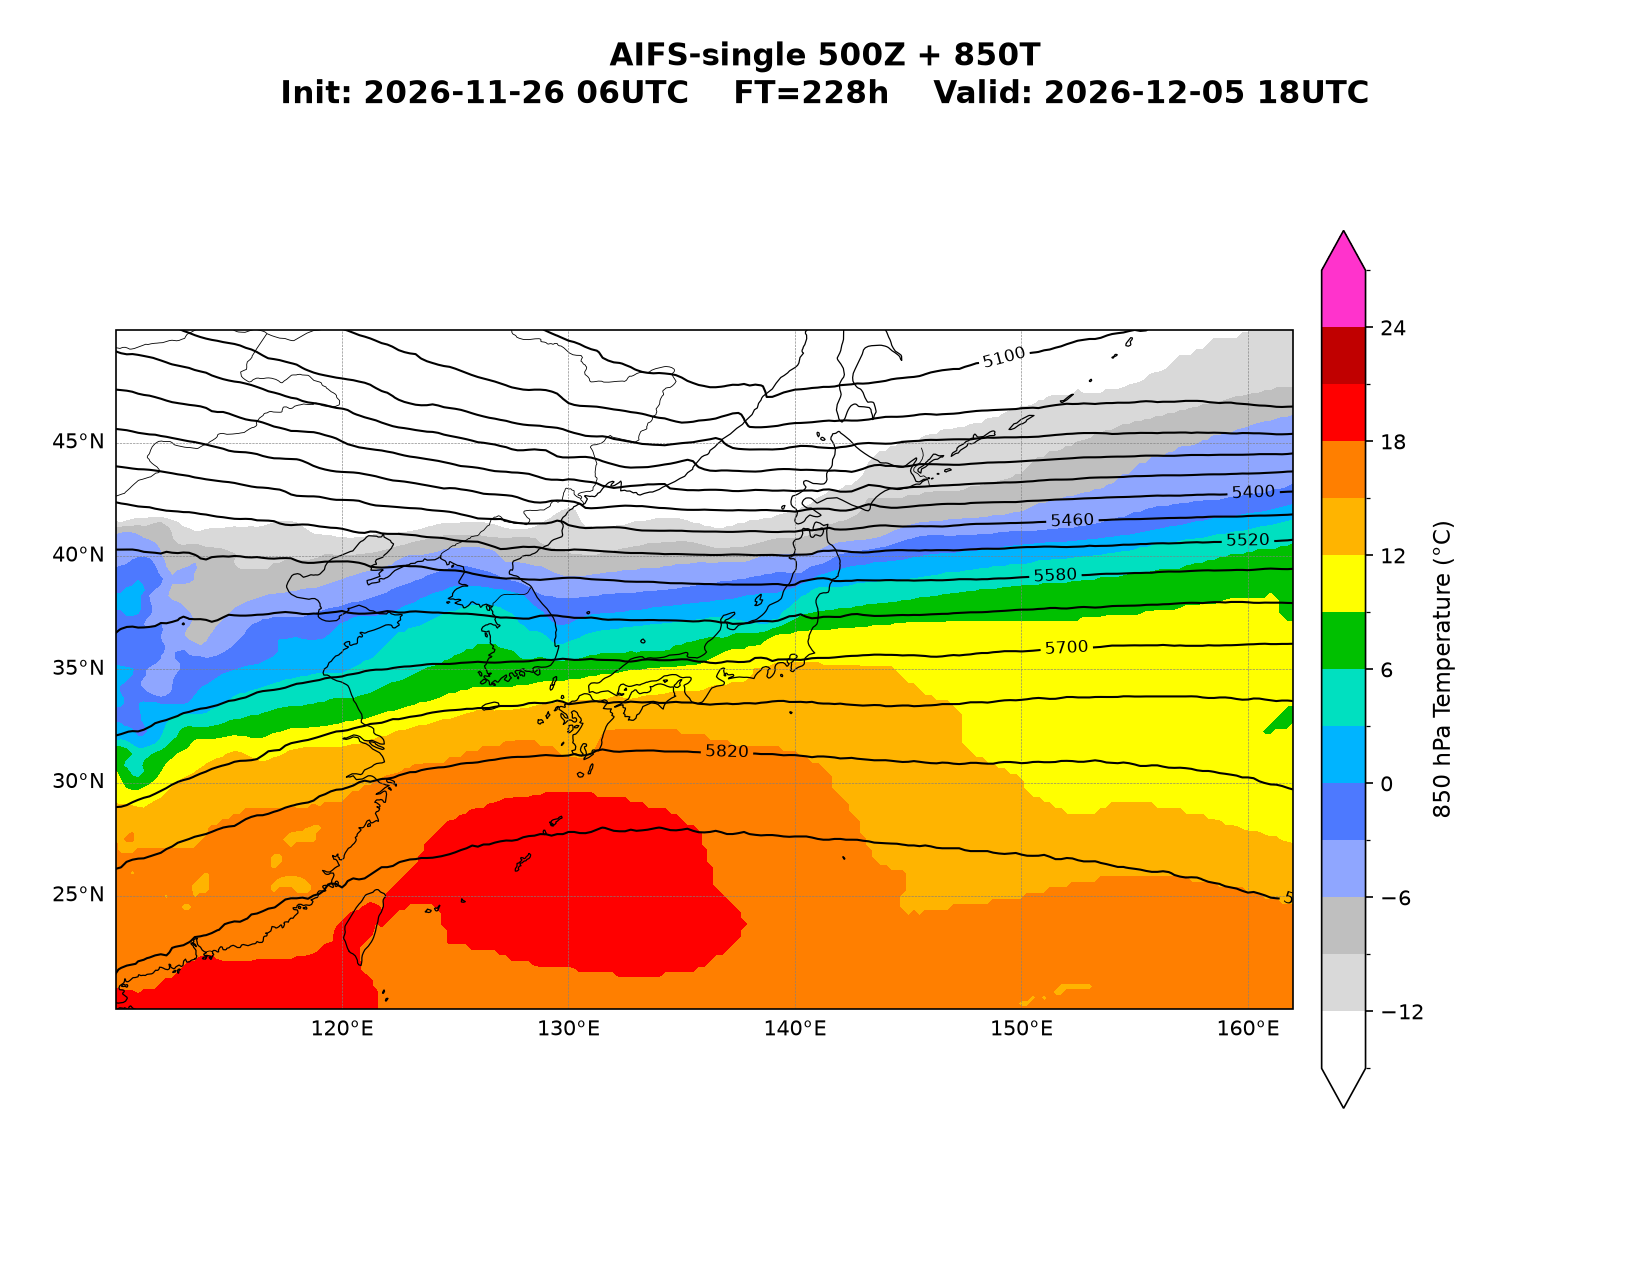 AIFS-single 500Z + 850T
Init: 2026-11-26 06UTC    FT=228h    Valid: 2026-12-05 18UTC
5100
5400
5460
5520
5580
5700
5820
5
45°N
40°N
35°N
30°N
25°N
120°E
130°E
140°E
150°E
160°E
24
18
12
6
0
−6
−12
850 hPa Temperature (°C)